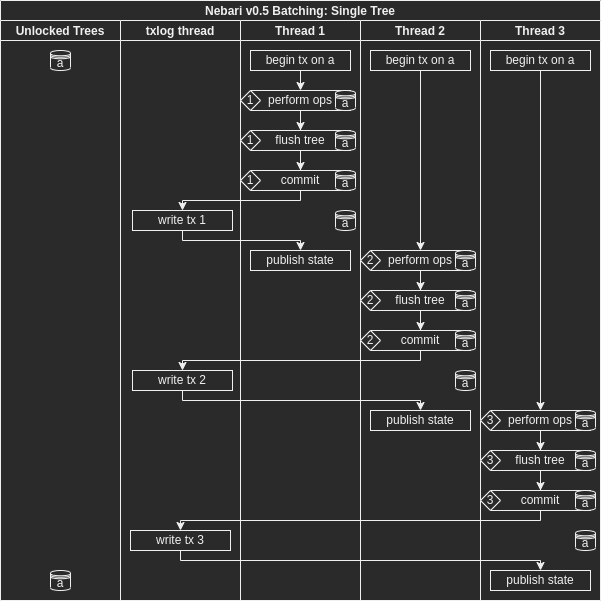 Nebari v0.5 Batching: Single Tree
Unlocked Trees txlog thread Thread 1 Thread 2 Thread 3
a begin tx on a begin tx on a begin tx on a
1 perform ops a
1 flush tree a
1 commit a
write tx 1 a
publish state 2 perform ops a
2 flush tree a
2 commit a
write tx 2 a
publish state 3 perform ops a
3 flush tree a
3 commit a
write tx 3 a
a publish state